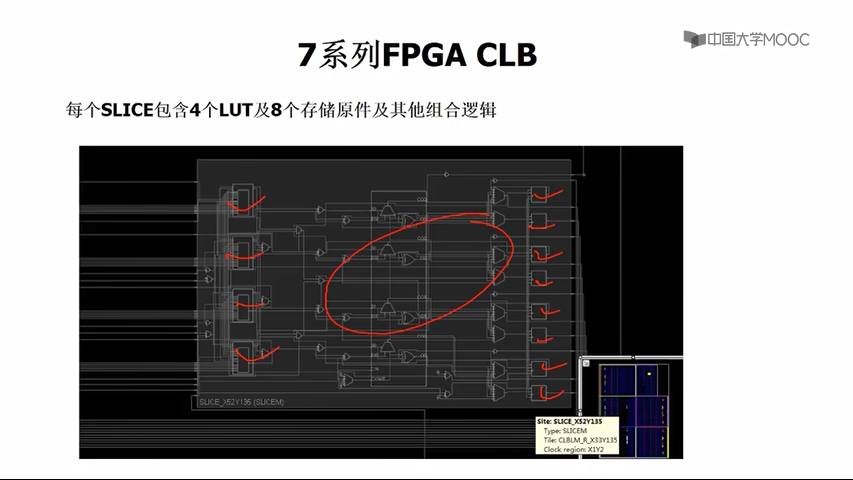 中国大学MOOC
7系列FPGA CLB
每个SLICE包含4个LUT及8个存储原件及其他组合逻辑
SLICE_X52Y135 (SLICEM)
Site: SLICE_X52Y135
Type: SLICEM
Tile: CLBLM_R_X33Y135
Clock region: X1Y2